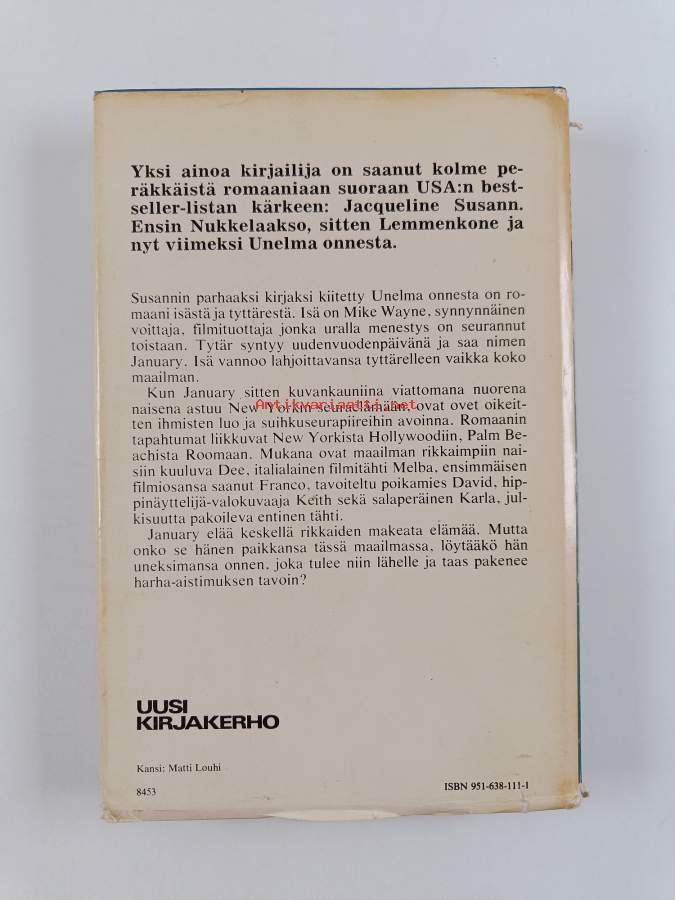 Yksi ainoa kirjailija on saanut kolme pe-
räkkäistä romaaniaan suoraan USA:n best-
seller-listan kärkeen: Jacqueline Susann.
Ensin Nukkelaakso, sitten Lemmenkone ja
nyt viimeksi Unelma onnesta.
Susannin parhaaksi kirjaksi kiitetty Unelma onnesta on ro-
maani isästä ja tyttärestä. Isä on Mike Wayne, synnynnäinen
voittaja, filmituottaja jonka uralla menestys on seurannut
toistaan. Tytär syntyy uudenvuodenpäivänä ja saa nimen
January. Isä vannoo lahjoittavansa tyttärelleen vaikka koko
maailman.
Kun January sitten kuvankauniina viattomana nuorena
naisena astuu New Yorkin seuraelämään, ovat ovet oikeit-
ten ihmisten luo ja suihkuseurapiireihin avoinna. Romaanin
Antikvariaatti.net
tapahtumat liikkuvat New Yorkista Hollywoodiin, Palm Be-
achista Roomaan. Mukana ovat maailman rikkaimpiin nai-
siin kuuluva Dee, italialainen filmitähti Melba, ensimmäisen
filmiosansa saanut Franco, tavoiteltu poikamies David, hip-
pinäyttelijä-valokuvaaja Keith sekä salaperäinen Karla, jul-
kisuutta pakoileva entinen tähti.
January elää keskellä rikkaiden makeata elämää. Mutta
onko se hänen paikkansa tässä maailmassa, löytääkö hän
uneksimansa onnen, joka tulee niin lähelle ja taas pakenee
harha-aistimuksen tavoin?
UUSI
KIRJAKERHO
Kansi: Matti Louhi
8453
ISBN 951-638-111-1